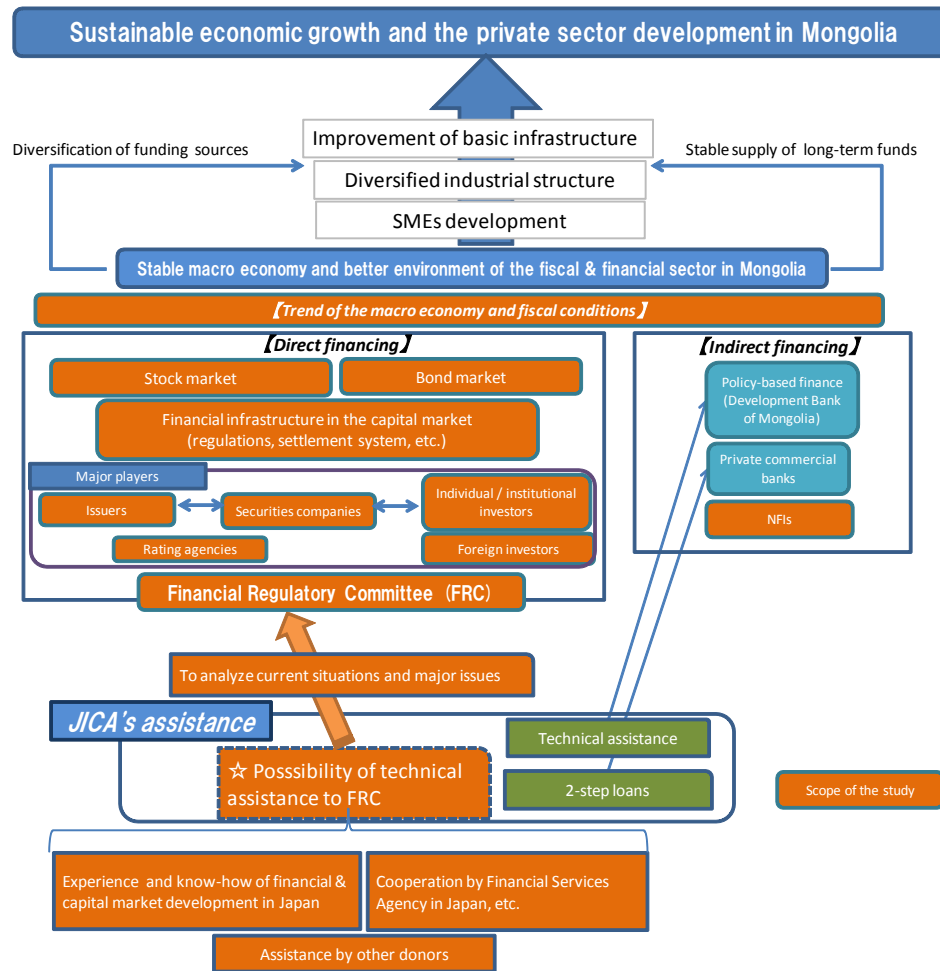 Sustainable economic growth and the private sector development in Mongolia
Improvement of basic infrastructure
Diversification of funding sources
Stable supply of long-term funds
Diversified industrial structure
SMEs development
Stable macro economy and better environment of the fiscal & financial sector in Mongolia
【Trend of the macro economy and fiscal conditions】
【Direct financing】
Stock market
Bond market
Financial infrastructure in the capital market
(regulations, settlement system, etc.)
Major players
Issuers
Securities companies
Individual / institutional
investors
Rating agencies
Foreign investors
Financial Regulatory Committee (FRC)
【Indirect financing】
Policy-based finance
(Development Bank
of Mongolia)
Private commercial
banks
NFIs
To analyze current situations and major issues
JICA's assistance
☆ Posssibility of technical
assistance to FRC
Technical assistance
2-step loans
Scope of the study
Experience and know-how of financial &
capital market development in Japan
Cooperation by Financial Services
Agency in Japan, etc.
Assistance by other donors